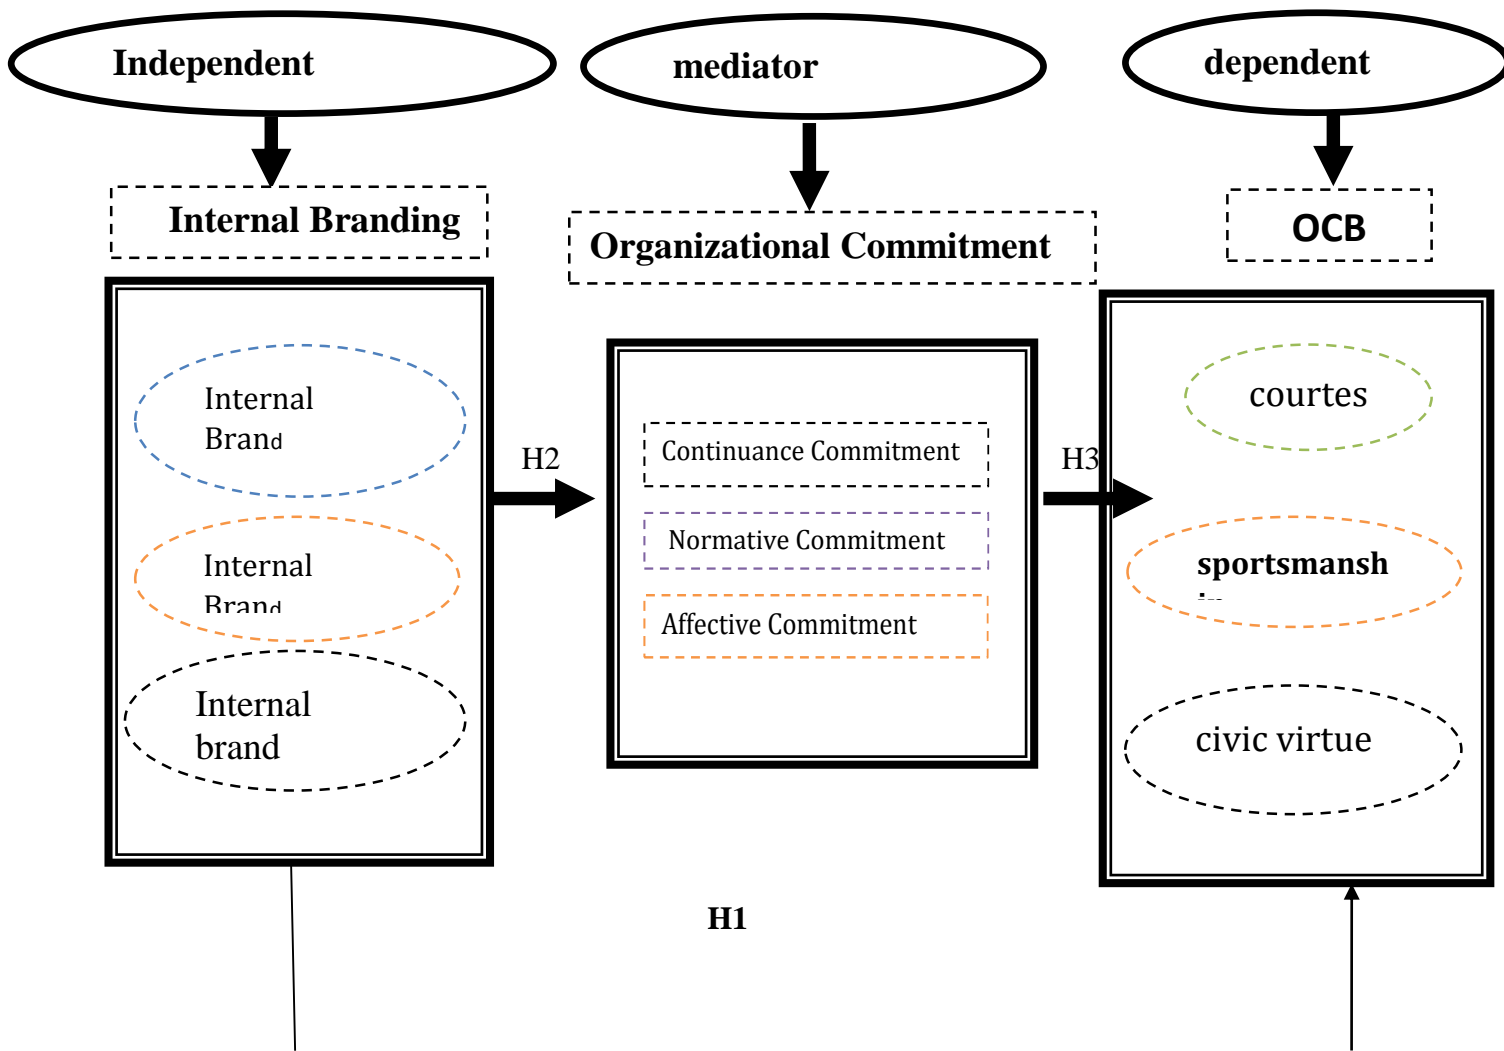 Independent
mediator
dependent
Internal Branding
Organizational Commitment
OCB
Internal
Brand
Internal
Brand
Internal
brand
H2
Continuance Commitment
Normative Commitment
Affective Commitment
H3
courtes
sportsmansh
civic virtue
H1